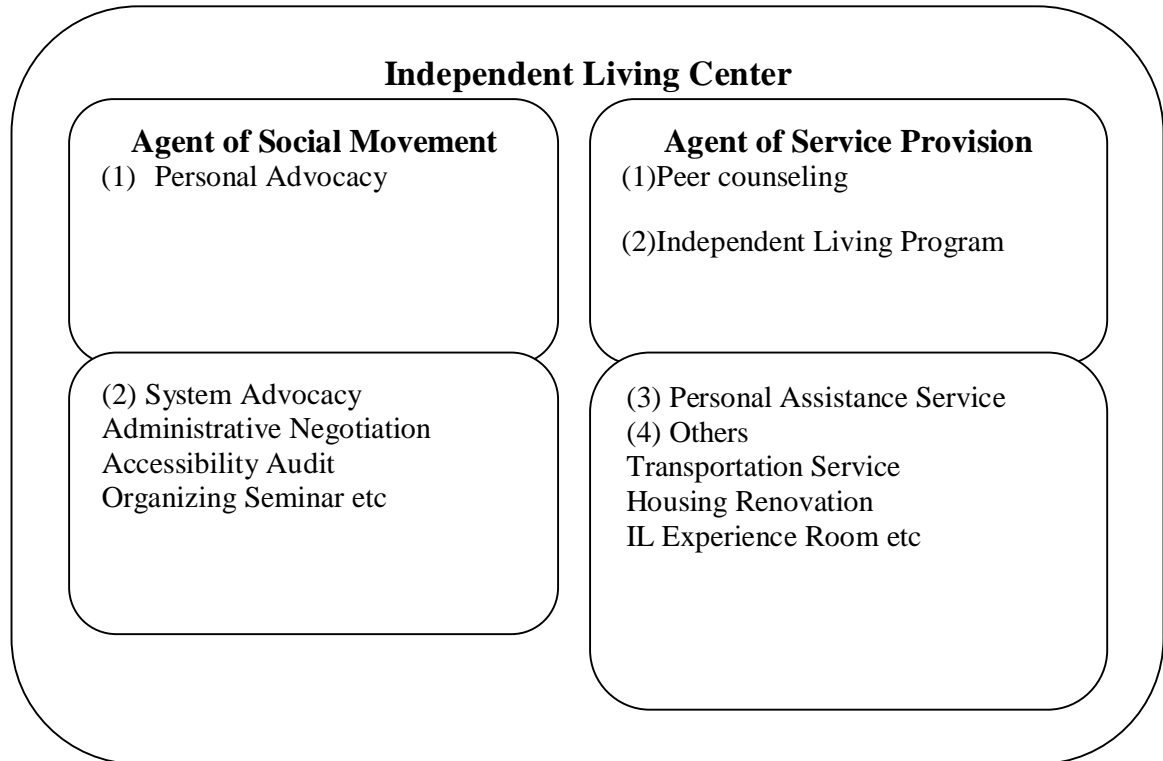 Independent Living Center
Agent of Social Movement
(1) Personal Advocacy
(2) System Advocacy
Administrative Negotiation
Accessibility Audit
Organizing Seminar etc
Agent of Service Provision
(1)Peer counseling
(2)Independent Living Program
(3) Personal Assistance Service
(4) Others
Transportation Service
Housing Renovation
IL Experience Room etc